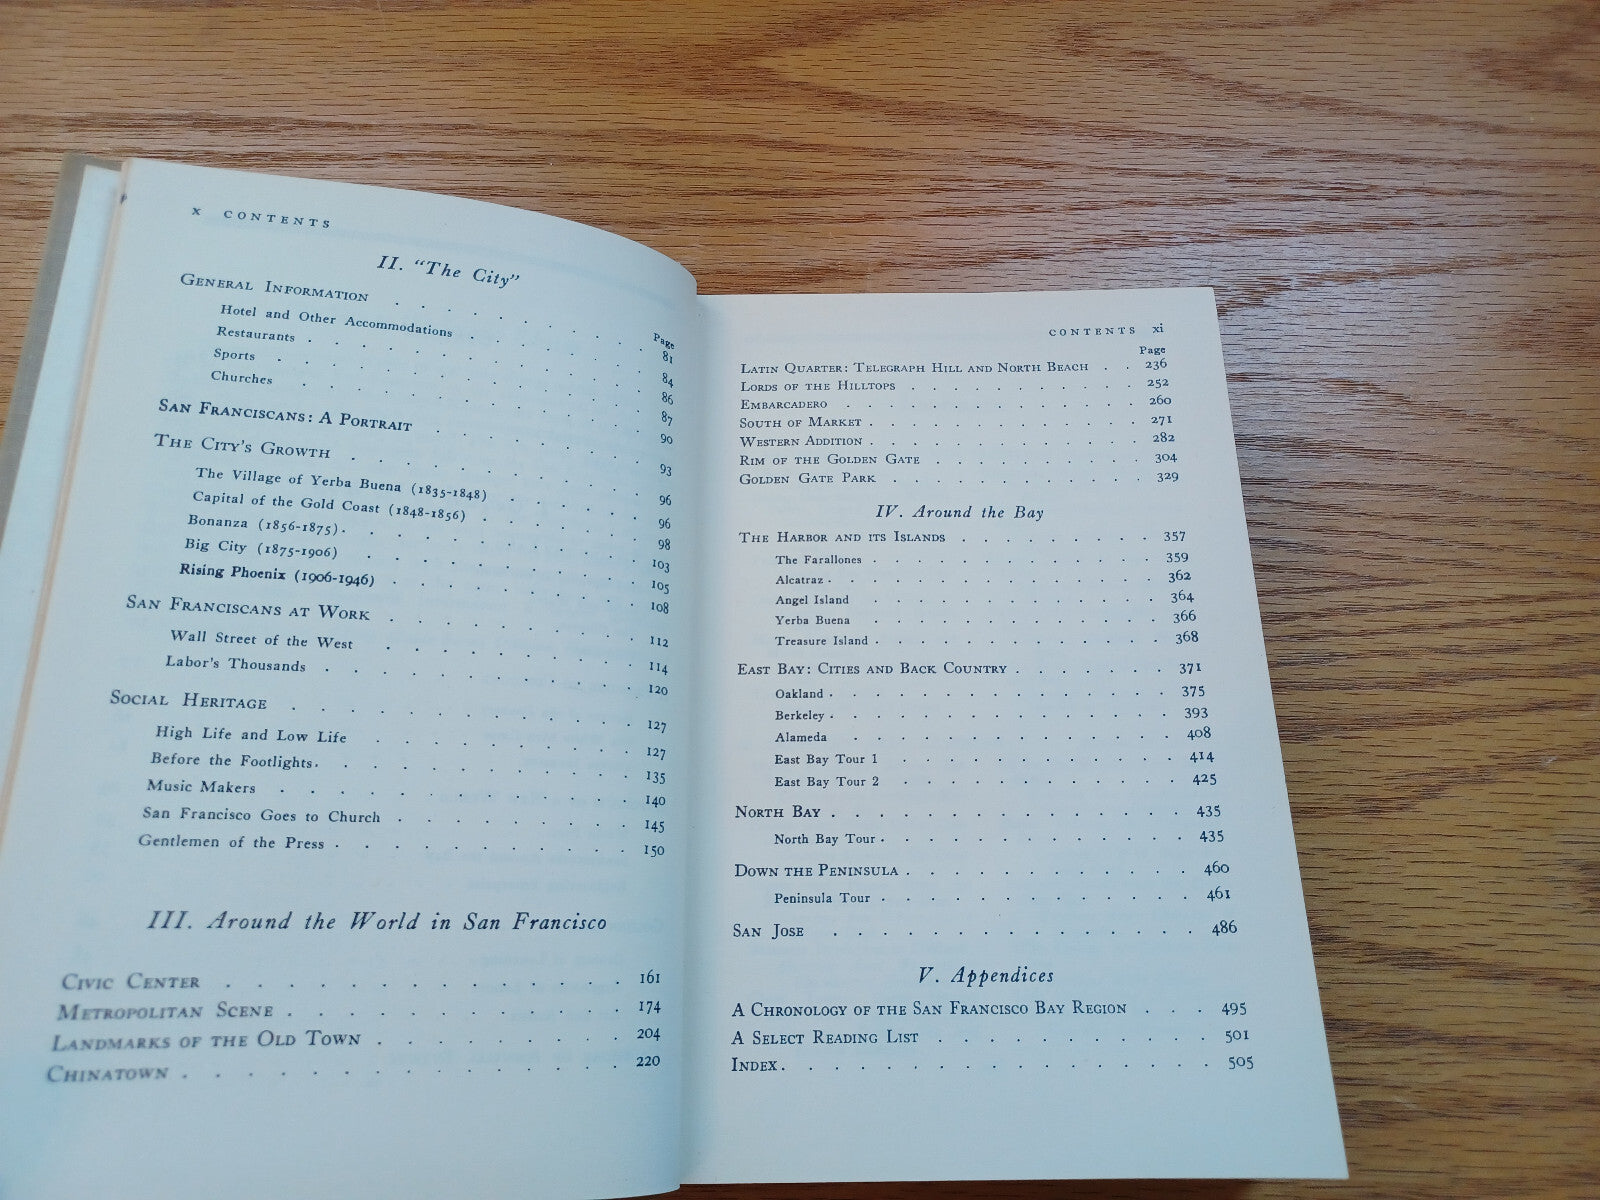 x CONTENTS
II. "The City"
Page
GENERAL INFORMATION . . . . . . . . 81
Hotel and Other Accommodations . . . . . . 84
Restaurants . . . . . . . . . . 86
Sports . . . . . . . . . . 87
Churches . . . . . . . . . 90
SAN FRANCISCANS: A PORTRAIT . . . . . . 93
THE CITY'S GROWTH . . . . . . . . 96
The Village of Yerba Buena (1835-1848) . . . . . 96
Capital of the Gold Coast (1848-1856) . . . . . 98
Bonanza (1856-1875) . . . . . . . . 103
Big City (1875-1906) . . . . . . . . 105
Rising Phoenix (1906-1946) . . . . . . . 108
SAN FRANCISCANS AT WORK . . . . . . . 112
Wall Street of the West . . . . . . . 114
Labor's Thousands . . . . . . . . 120
SOCIAL HERITAGE . . . . . . . . . 127
High Life and Low Life . . . . . . . 127
Before the Footlights . . . . . . . . 135
Music Makers . . . . . . . . . 140
San Francisco Goes to Church . . . . . . 145
Gentlemen of the Press . . . . . . . . 150
III. Around the World in San Francisco
CIVIC CENTER . . . . . . . . . . 161
METROPOLITAN SCENE . . . . . . . . . 174
LANDMARKS OF THE OLD TOWN . . . . . . . 204
CHINATOWN . . . . . . . . . . . 220
CONTENTS xi
Page
LATIN QUARTER: TELEGRAPH HILL AND NORTH BEACH . . 236
LORDS OF THE HILLTOPS . . . . . . . . 252
EMBARCADERO . . . . . . . . . . 260
SOUTH OF MARKET . . . . . . . . . 271
WESTERN ADDITION . . . . . . . . . 282
RIM OF THE GOLDEN GATE . . . . . . . 304
GOLDEN GATE PARK . . . . . . . . . 329
IV. Around the Bay
THE HARBOR AND ITS ISLANDS . . . . . . . 357
The Farallones . . . . . . . . . 359
Alcatraz . . . . . . . . . . 362
Angel Island . . . . . . . . . 364
Yerba Buena . . . . . . . . . 366
Treasure Island . . . . . . . . . 368
EAST BAY: CITIES AND BACK COUNTRY . . . . . . 371
Oakland . . . . . . . . . . 375
Berkeley . . . . . . . . . . 393
Alameda . . . . . . . . . . 408
East Bay Tour 1 . . . . . . . . 414
East Bay Tour 2 . . . . . . . . 425
NORTH BAY . . . . . . . . . . . 435
North Bay Tour . . . . . . . . . 435
DOWN THE PENINSULA . . . . . . . . . 460
Peninsula Tour . . . . . . . . . 461
SAN JOSE . . . . . . . . . . . 486
V. Appendices
A CHRONOLOGY OF THE SAN FRANCISCO BAY REGION . . . 495
A SELECT READING LIST . . . . . . . . 501
INDEX . . . . . . . . . . . . 505